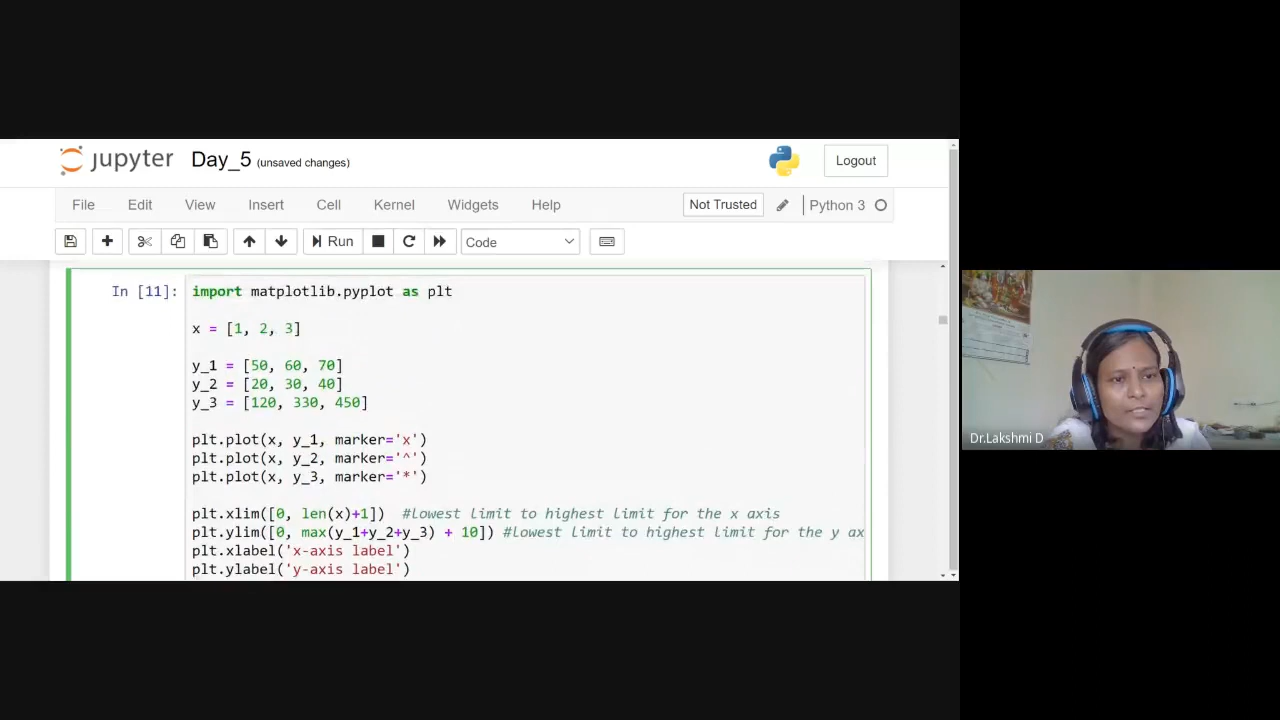 jupyter Day_5 (unsaved changes) Logout
File Edit View Insert Cell Kernel Widgets Help Not Trusted Python 3
Run Code
In [11]: import matplotlib.pyplot as plt
x = [1, 2, 3]
y_1 = [50, 60, 70]
y_2 = [20, 30, 40]
y_3 = [120, 330, 450]
plt.plot(x, y_1, marker='x')
plt.plot(x, y_2, marker='^')
plt.plot(x, y_3, marker='*')
plt.xlim([0, len(x)+1]) #lowest limit to highest limit for the x axis
plt.ylim([0, max(y_1+y_2+y_3) + 10]) #lowest limit to highest limit for the y ax
plt.xlabel('x-axis label')
plt.ylabel('y-axis label')
Dr.Lakshmi D